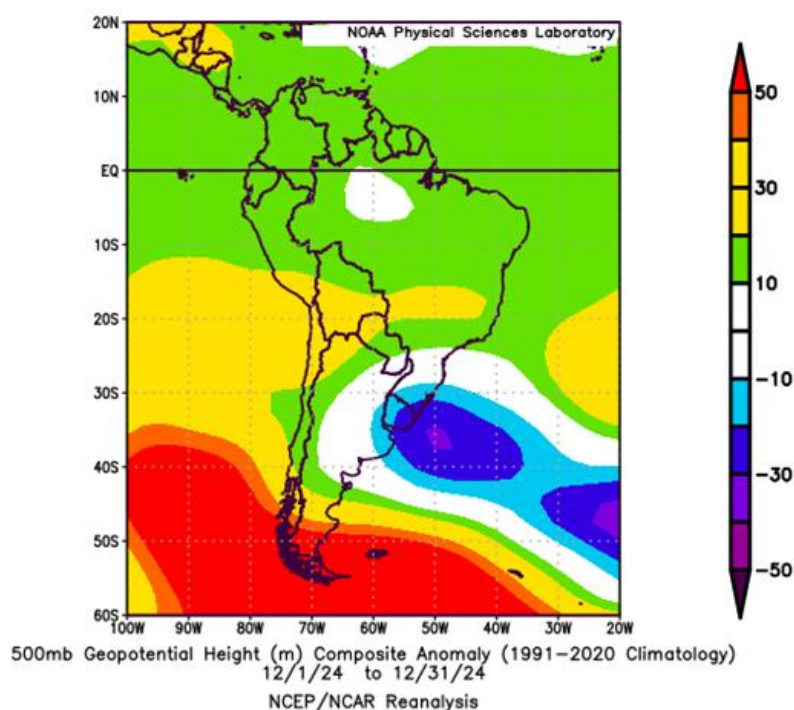 NOAA Physical Sciences Laboratory
20N
10N
EQ
10S
20S
30S
40S
50S
60S
100W 90W 80W 70W 60W 50W 40W 30W 20W
50
30
10
-10
-30
-50
500mb Geopotential Height (m) Composite Anomaly (1991-2020 Climatology)
12/1/24 to 12/31/24
NCEP/NCAR Reanalysis